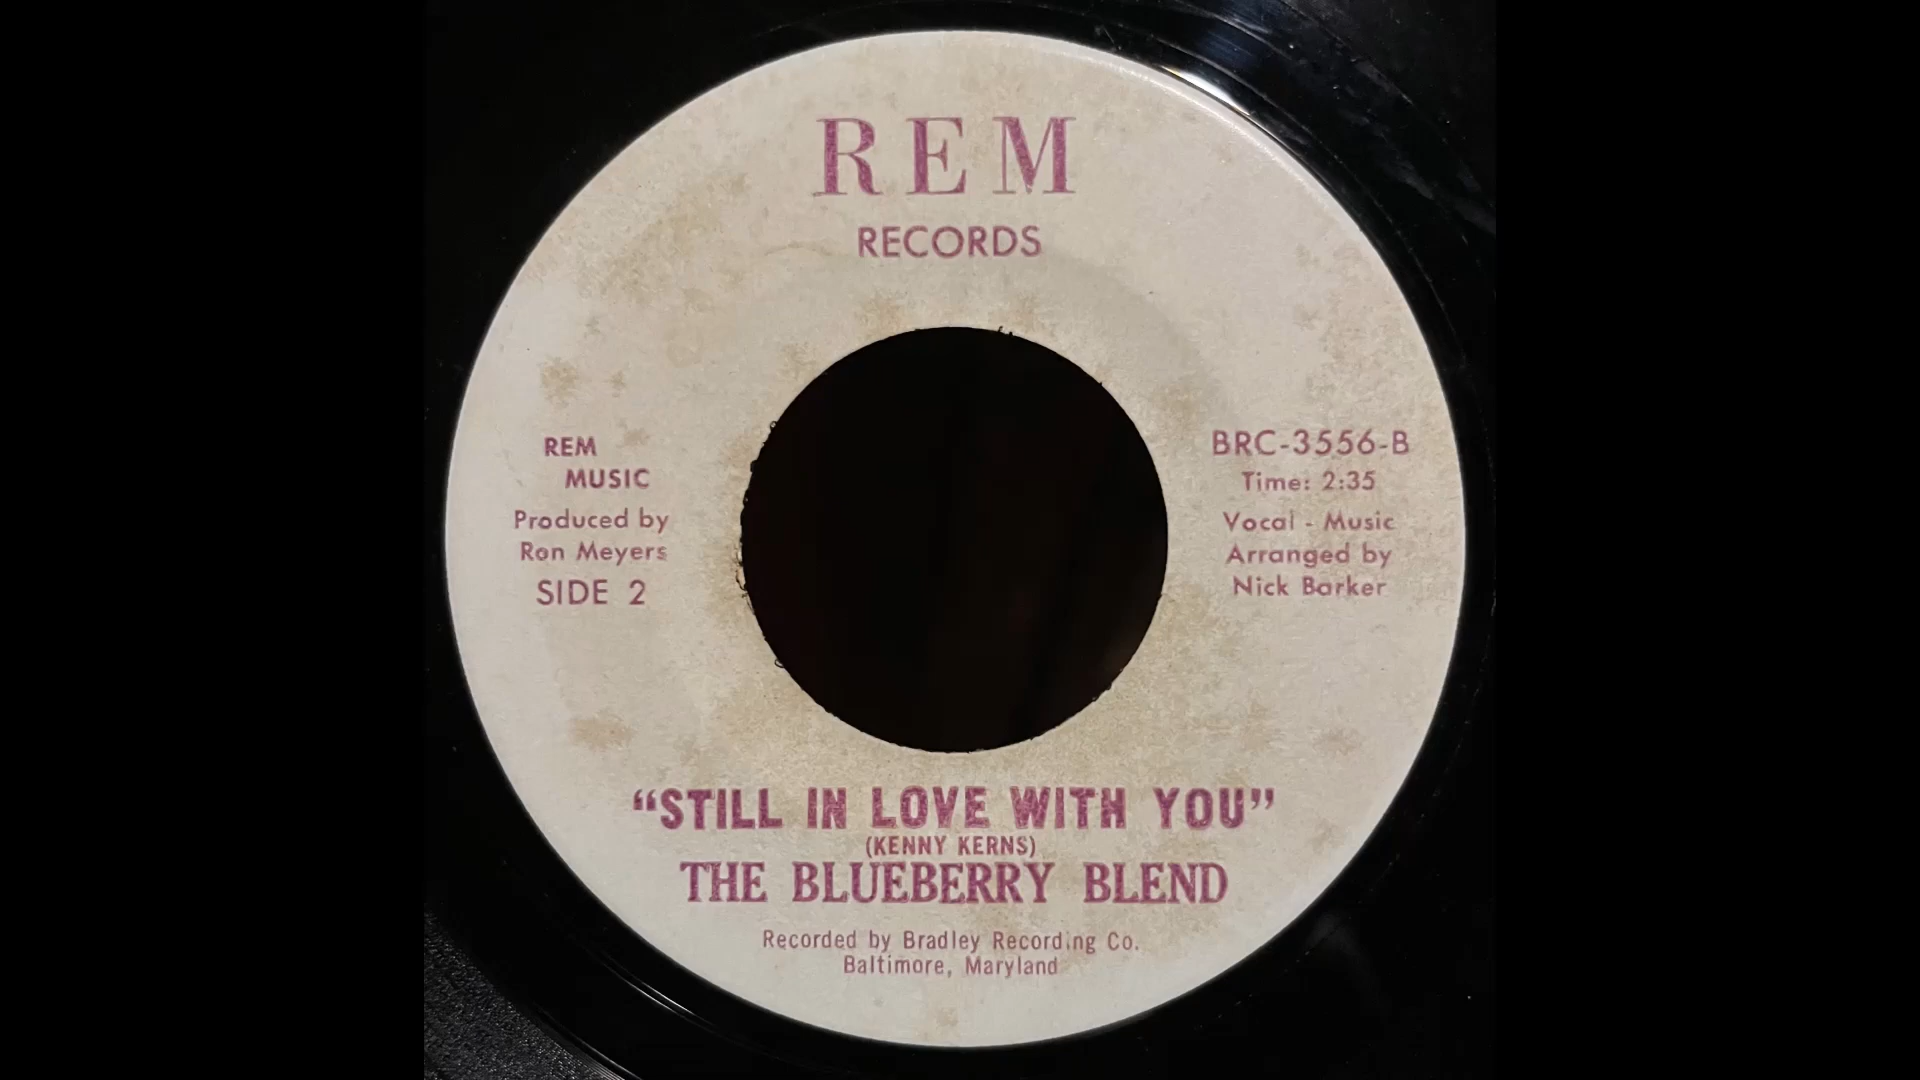 REM
RECORDS
REM
MUSIC
Produced by
Ron Meyers
SIDE 2
BRC-3556-B
Time: 2:35
Vocal - Music
Arranged by
Nick Barker
“STILL IN LOVE WITH YOU”
(KENNY KERNS)
THE BLUEBERRY BLEND
Recorded by Bradley Recording Co.
Baltimore, Maryland